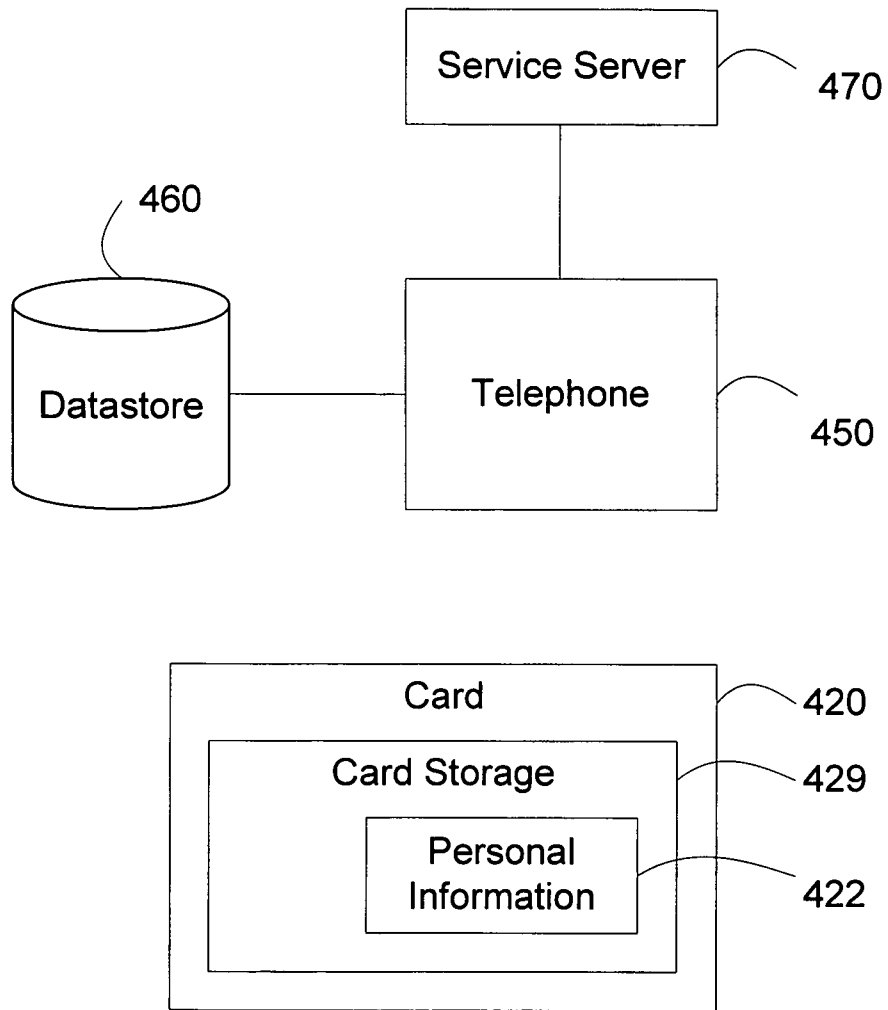 Service Server
470
460
Datastore
Telephone
450
Card
420
Card Storage
429
Personal
Information
422